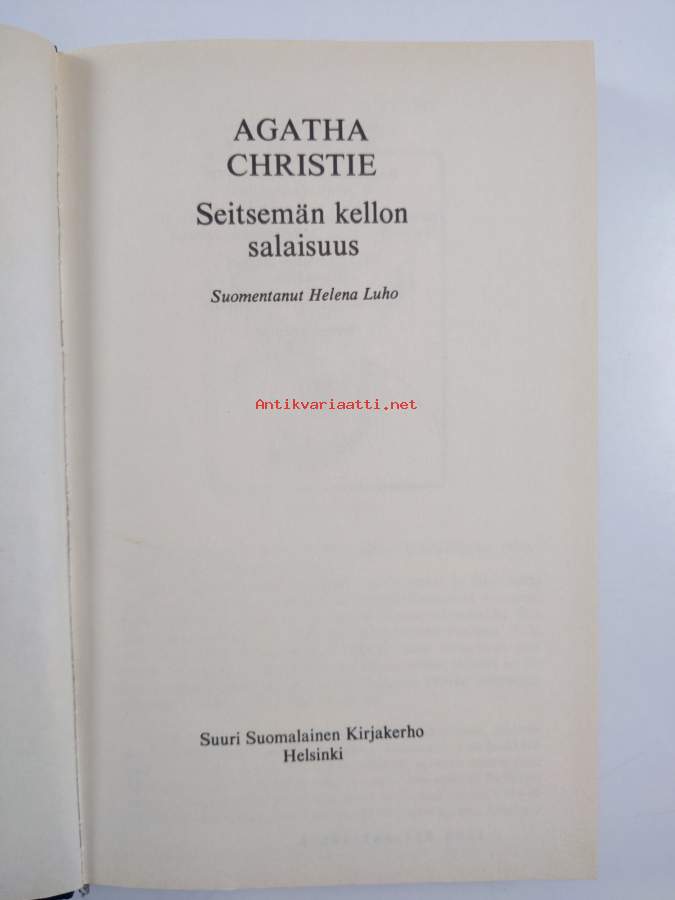 AGATHA
CHRISTIE
Seitsemän kellon
salaisuus
Suomentanut Helena Luho
Antikvariaatti.net
Suuri Suomalainen Kirjakerho
Helsinki